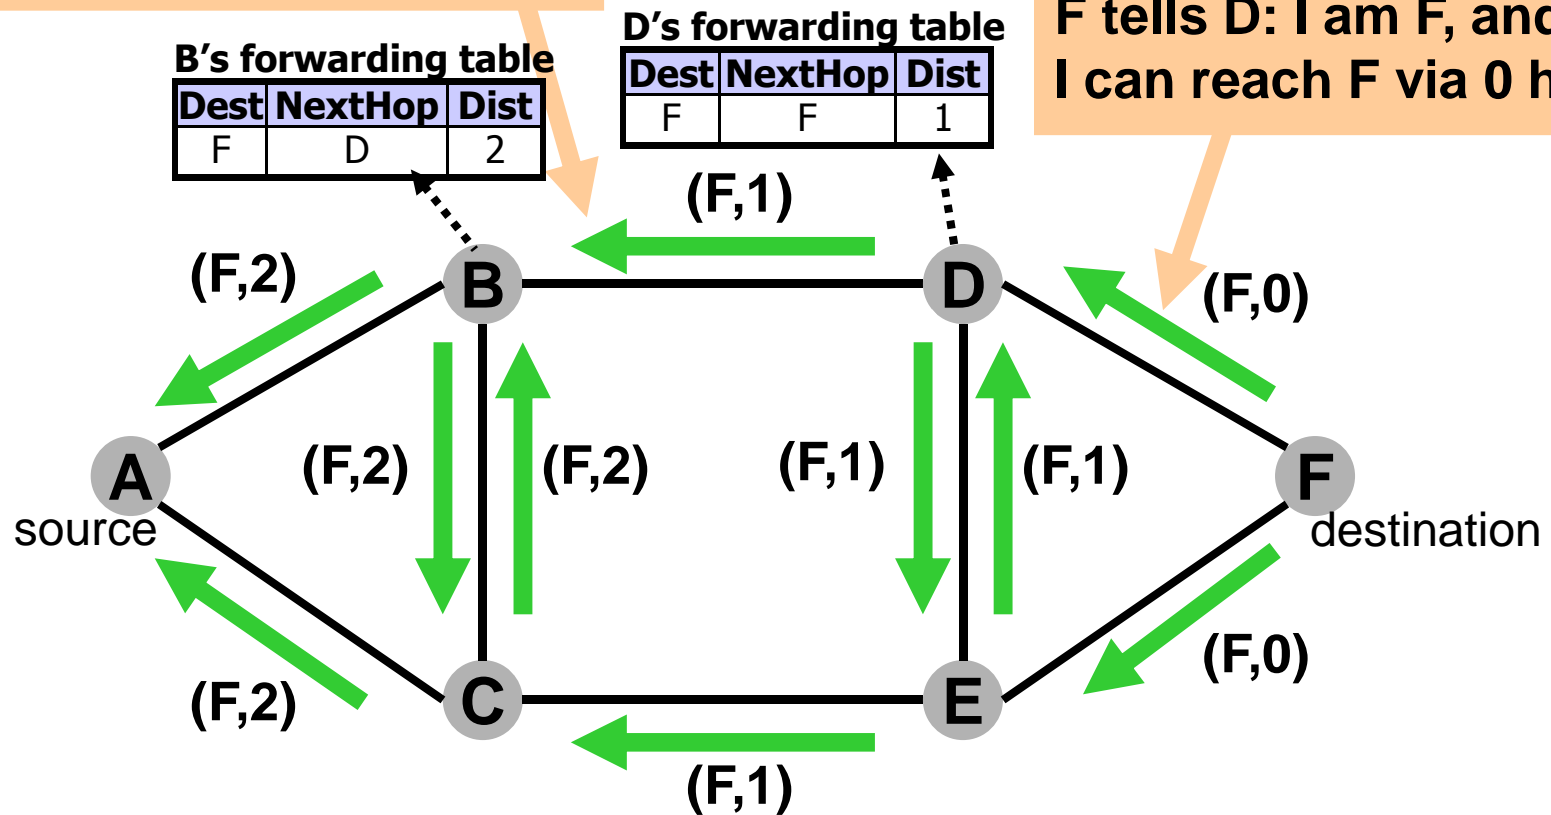 F tells D: I am F, and
I can reach F via 0 h
D's forwarding table
Dest NextHop Dist
F F 1
B's forwarding table
Dest NextHop Dist
F D 2
(F,1)
(F,2)
B
D
(F,0)
(F,2)
(F,2)
(F,1)
(F,1)
A
source
F
destination
(F,2)
C
E
(F,0)
(F,1)